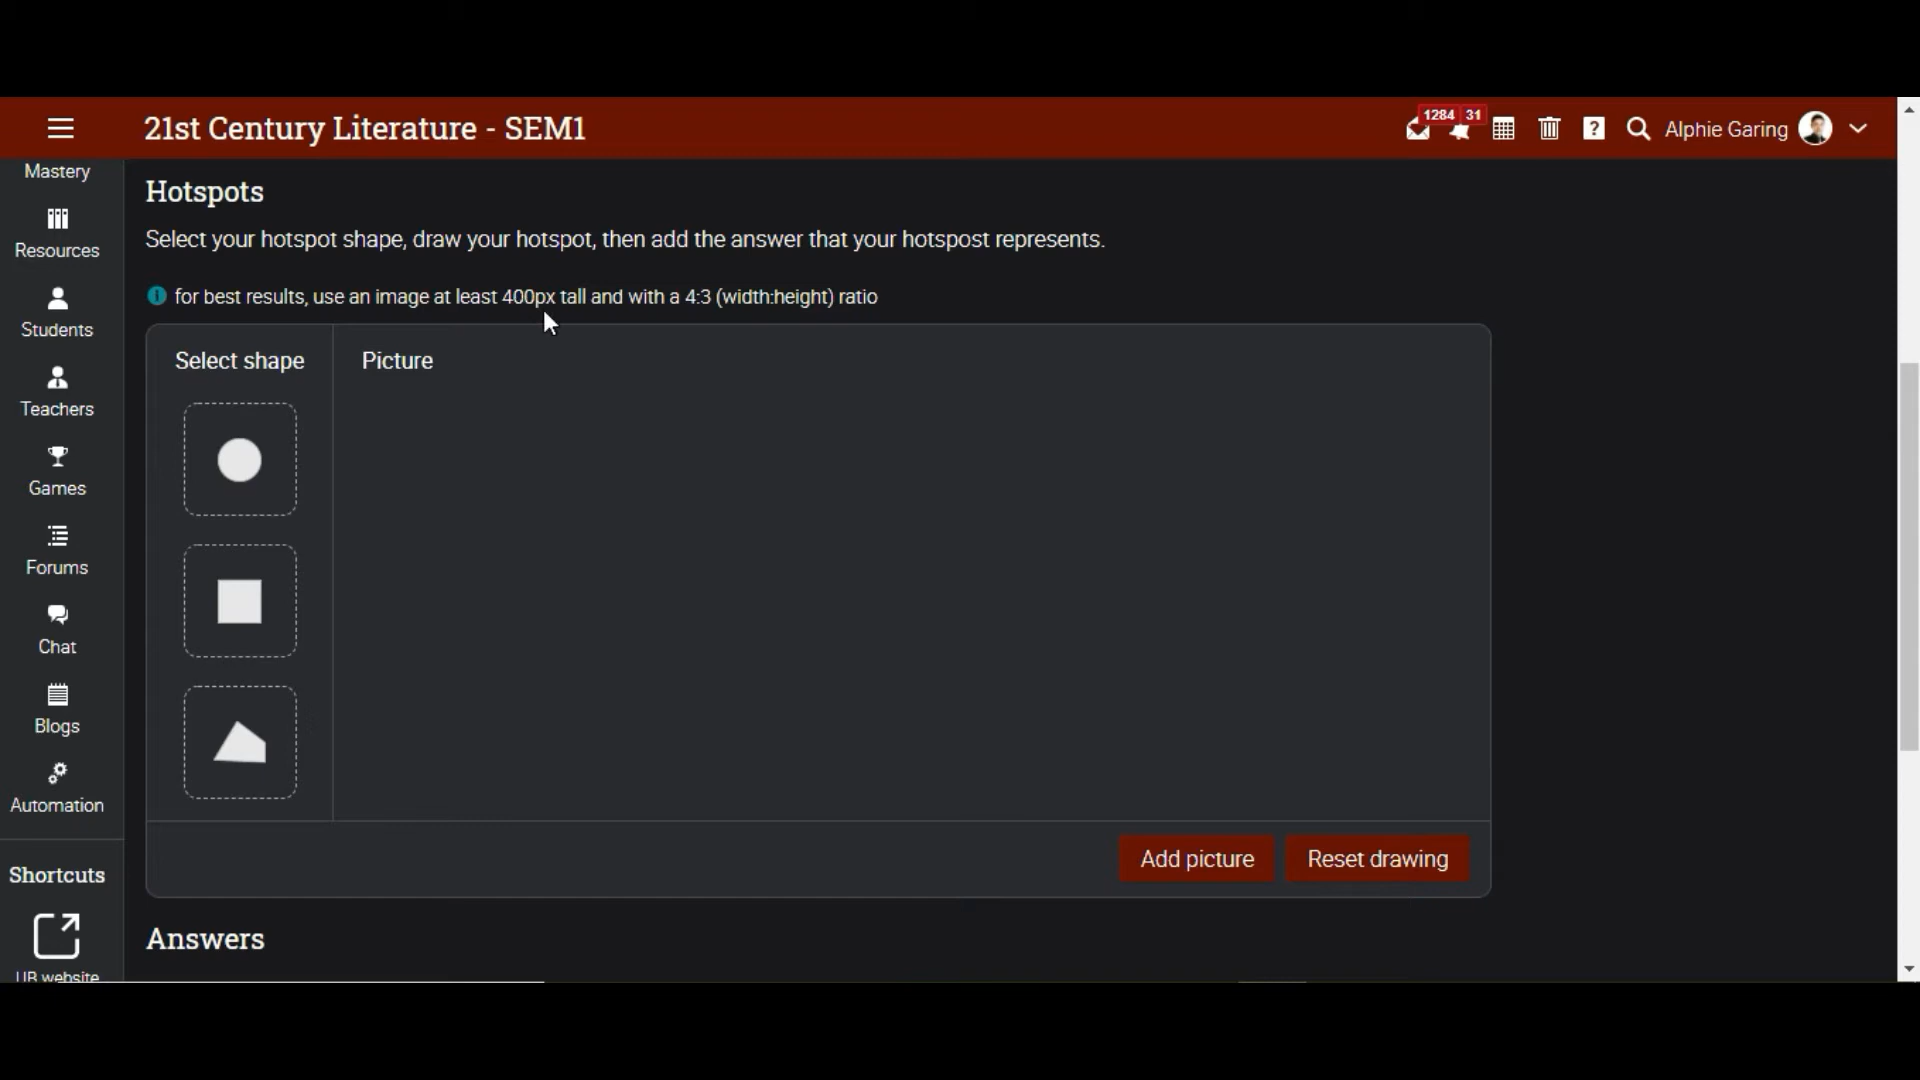 21st Century Literature - SEM1
1284 31
?
Alphie Garing
Mastery
Resources
Students
Teachers
Games
Forums
Chat
Blogs
Automation
Shortcuts
UB website
Hotspots
Select your hotspot shape, draw your hotspot, then add the answer that your hotspost represents.
for best results, use an image at least 400px tall and with a 4:3 (width:height) ratio
Select shape
Picture
Add picture
Reset drawing
Answers